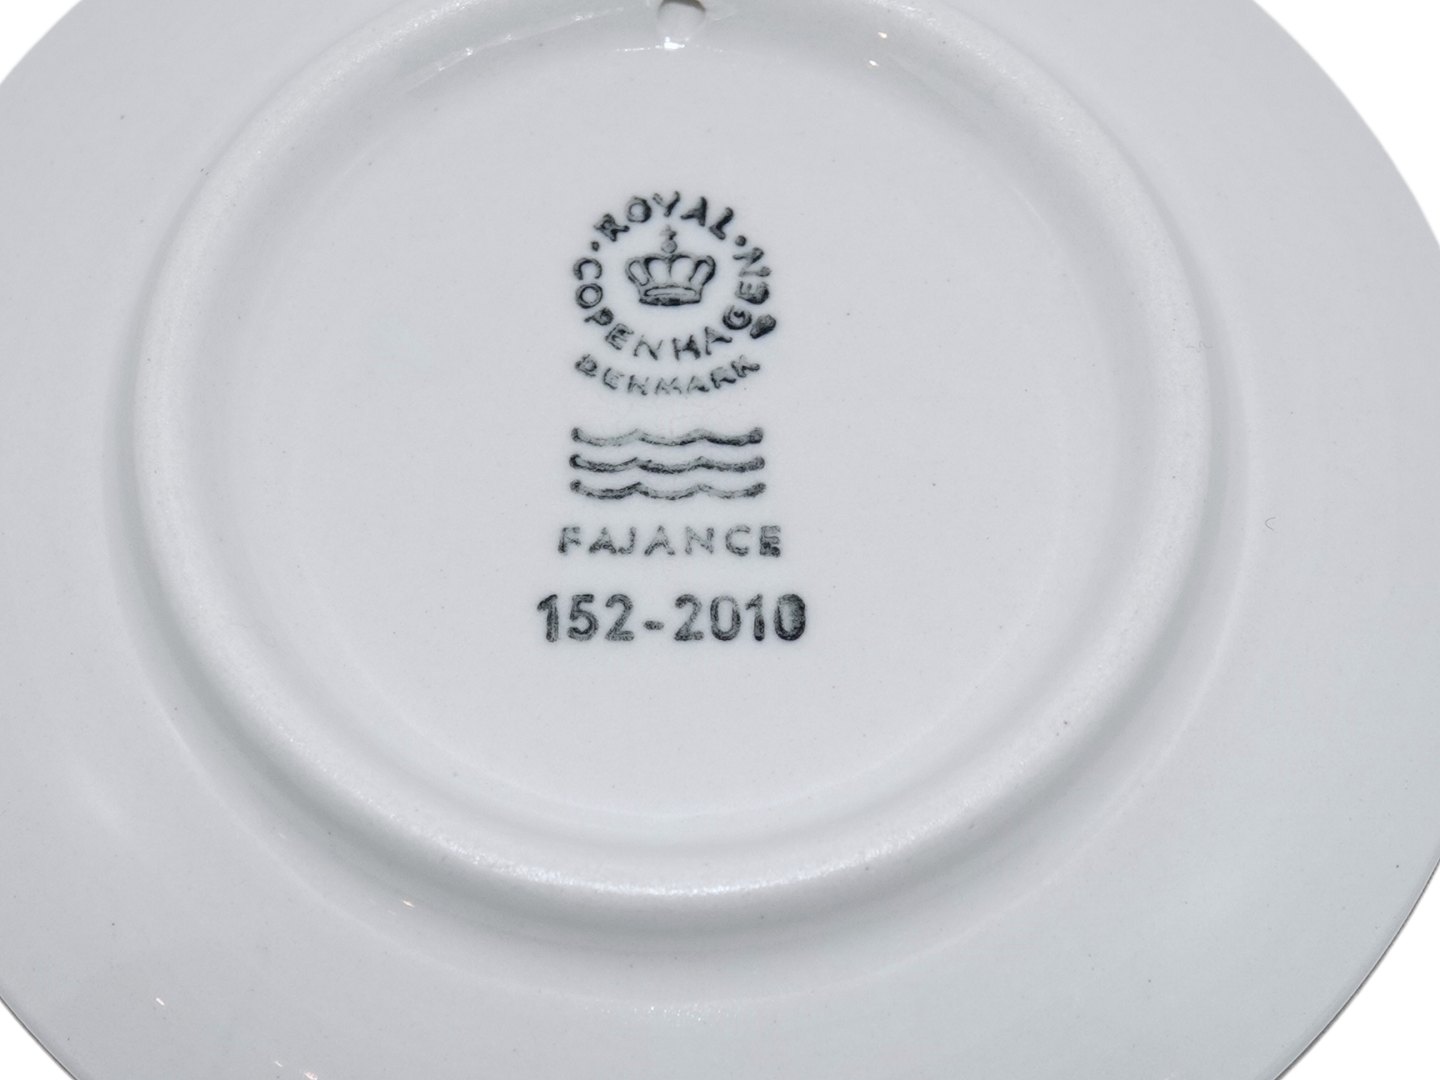 ROYAL
COPENHAGEN
DENMARK
FAJANCE
152-2010